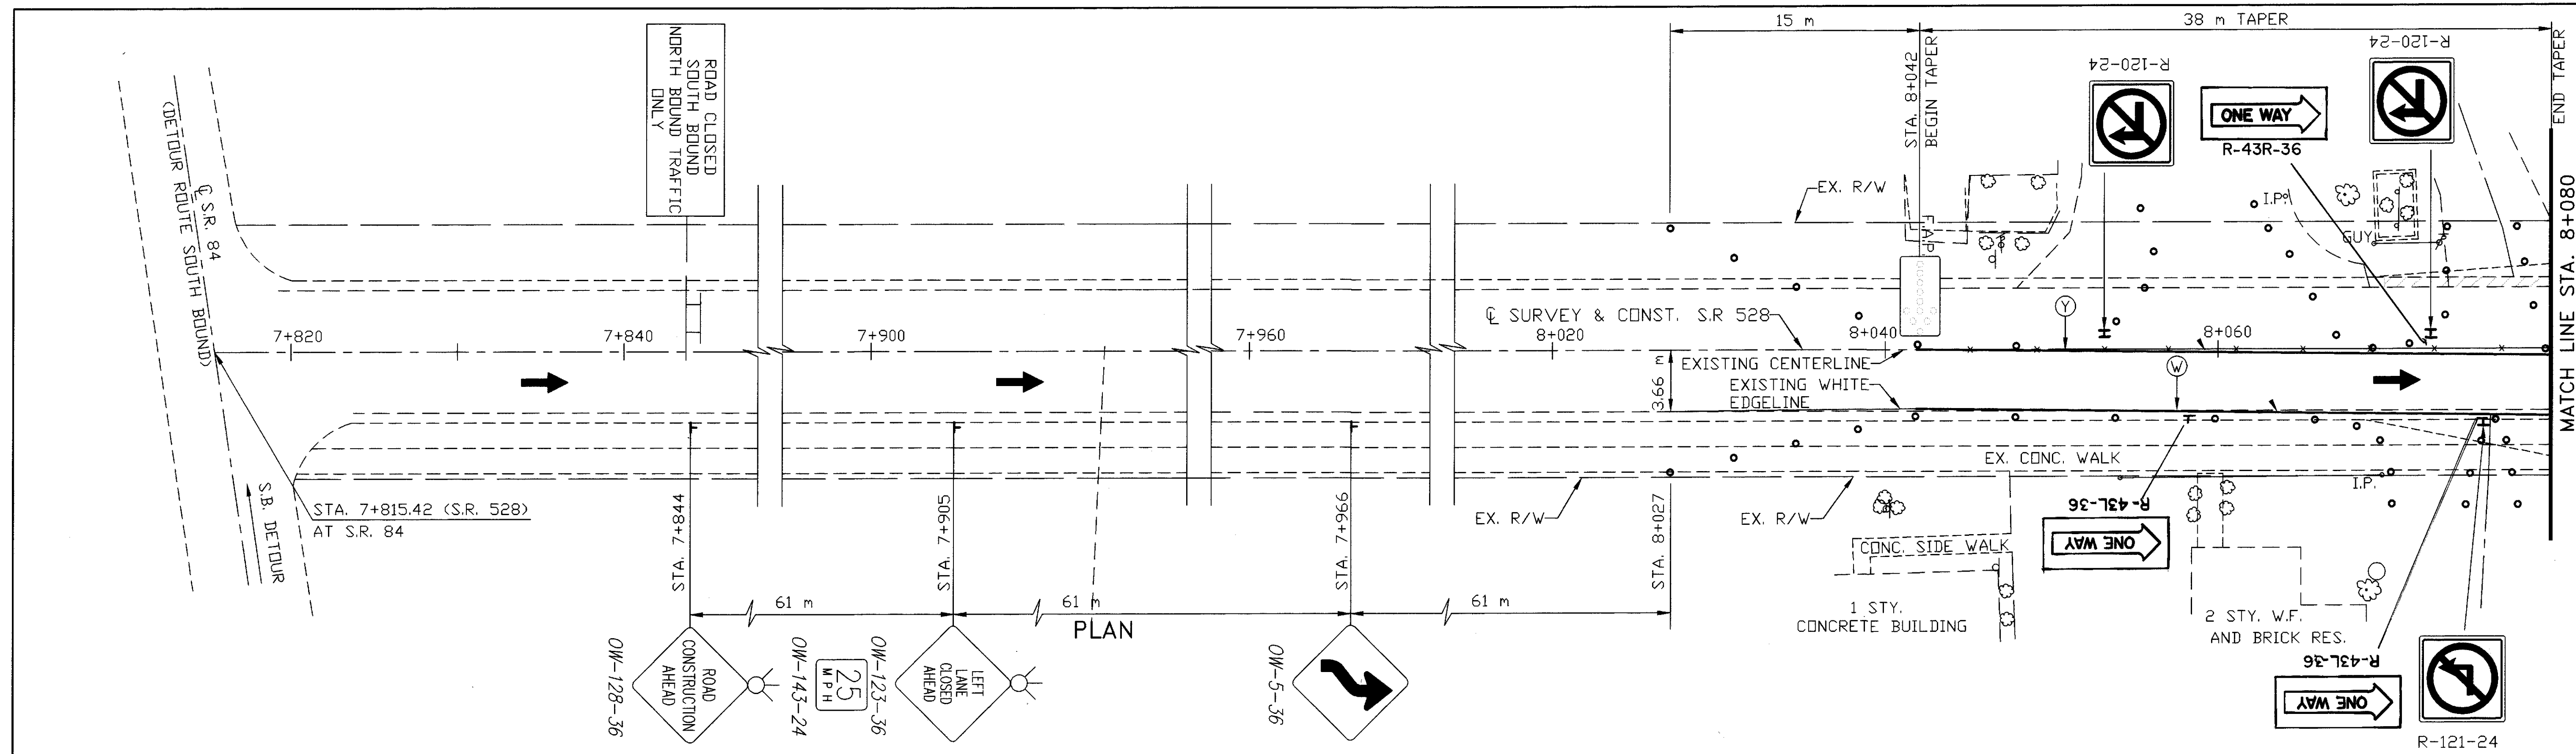 15 m
38 m TAPER
STA. 8+042
BEGIN TAPER
END TAPER
MATCH LINE STA. 8+080
R-120-24
R-120-24
ONE WAY
R-43R-36
ROAD CLOSED
SOUTH BOUND
NORTH BOUND TRAFFIC
ONLY
℄ S.R. 84
(DETOUR ROUTE SOUTH BOUND)
EX. R/W
F A P
I.P.
GUY
℄ SURVEY & CONST. S.R 528
7+820
7+840
7+900
7+960
8+020
8+040
8+060
Y
W
EXISTING CENTERLINE
EXISTING WHITE
EDGELINE
3.66 m
EX. CONC. WALK
I.P.
STA. 7+815.42 (S.R. 528)
AT S.R. 84
S.B. DETOUR
STA. 7+844
STA. 7+905
STA. 7+966
STA. 8+027
EX. R/W
EX. R/W
61 m
61 m
61 m
PLAN
CONC. SIDE WALK
1 STY.
CONCRETE BUILDING
R-43L-36
ONE WAY
2 STY. W.F.
AND BRICK RES.
R-43L-36
ONE WAY
R-121-24
OW-128-36
ROAD
CONSTRUCTION
AHEAD
OW-143-24
25
MPH
OW-123-36
LEFT
LANE
CLOSED
AHEAD
OW-5-36